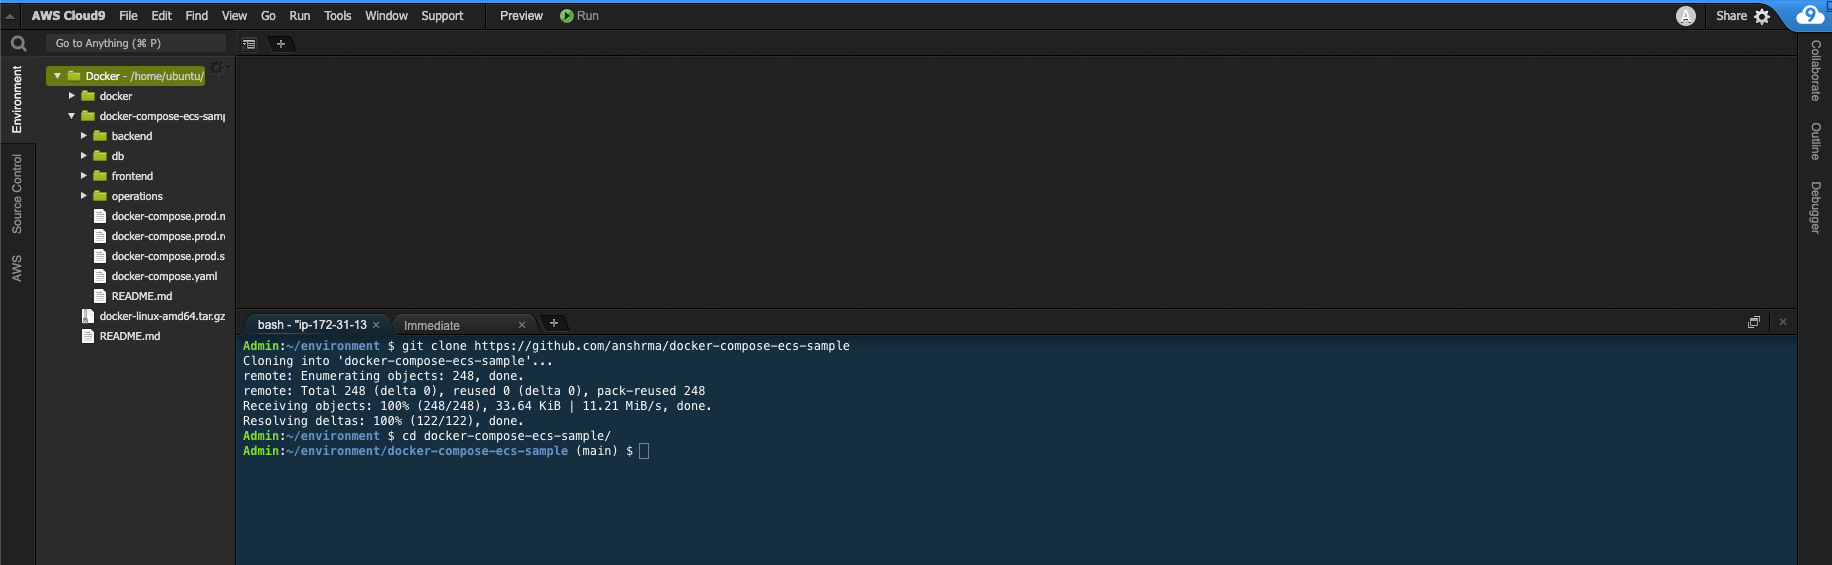 AWS Cloud9 File Edit Find View Go Run Tools Window Support Preview Run A Share 9
Go to Anything (⌘ P)
Environment
Source Control
AWS
Docker - /home/ubuntu/
docker
docker-compose-ecs-samp
backend
db
frontend
operations
docker-compose.prod.m
docker-compose.prod.re
docker-compose.prod.s
docker-compose.yaml
README.md
docker-linux-amd64.tar.gz
README.md
bash - "ip-172-31-13 Immediate
Admin:~/environment $ git clone https://github.com/anshrma/docker-compose-ecs-sample
Cloning into 'docker-compose-ecs-sample'...
remote: Enumerating objects: 248, done.
remote: Total 248 (delta 0), reused 0 (delta 0), pack-reused 248
Receiving objects: 100% (248/248), 33.64 KiB | 11.21 MiB/s, done.
Resolving deltas: 100% (122/122), done.
Admin:~/environment $ cd docker-compose-ecs-sample/
Admin:~/environment/docker-compose-ecs-sample (main) $
Collaborate
Outline
Debugger